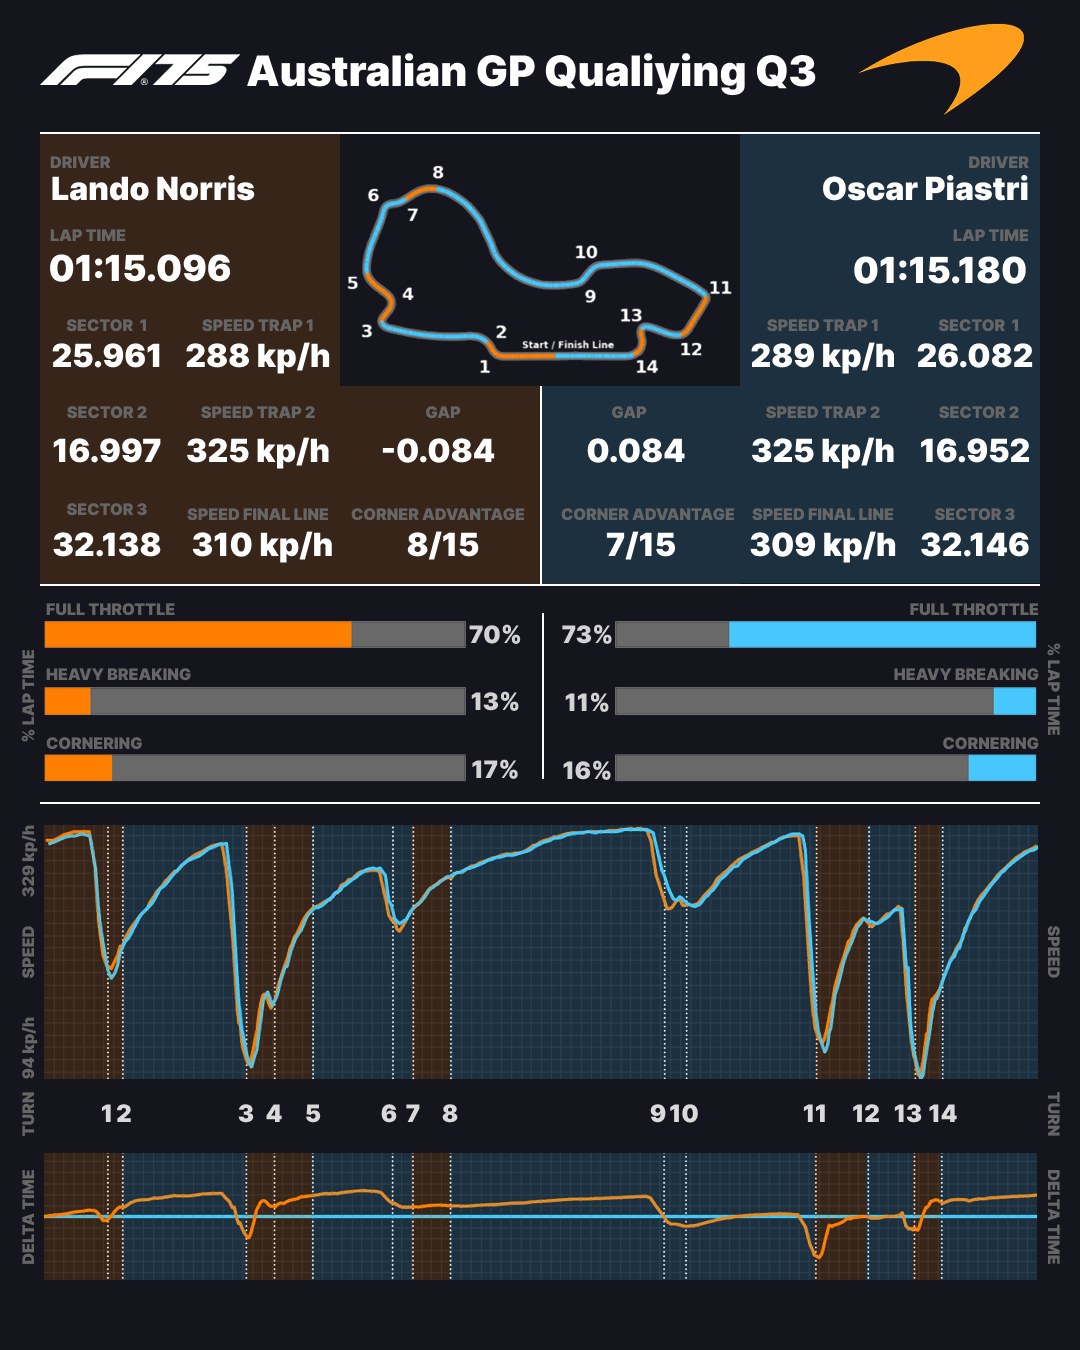 F1.75 Australian GP Qualiying Q3
DRIVER
Lando Norris
LAP TIME
01:15.096
SECTOR 1 SPEED TRAP 1
25.961 288 kp/h
SECTOR 2 SPEED TRAP 2 GAP
16.997 325 kp/h -0.084
SECTOR 3 SPEED FINAL LINE CORNER ADVANTAGE
32.138 310 kp/h 8/15
8
6
7
5
4
3
2
1
10
9
11
13
12
14
Start / Finish Line
DRIVER
Oscar Piastri
LAP TIME
01:15.180
SPEED TRAP 1 SECTOR 1
289 kp/h 26.082
GAP SPEED TRAP 2 SECTOR 2
0.084 325 kp/h 16.952
CORNER ADVANTAGE SPEED FINAL LINE SECTOR 3
7/15 309 kp/h 32.146
% LAP TIME
FULL THROTTLE
70%
HEAVY BREAKING
13%
CORNERING
17%
FULL THROTTLE
73%
HEAVY BREAKING
11%
CORNERING
16%
% LAP TIME
329 kp/h
SPEED
94 kp/h
SPEED
TURN
1 2 3 4 5 6 7 8 9 10 11 12 13 14
TURN
DELTA TIME
DELTA TIME